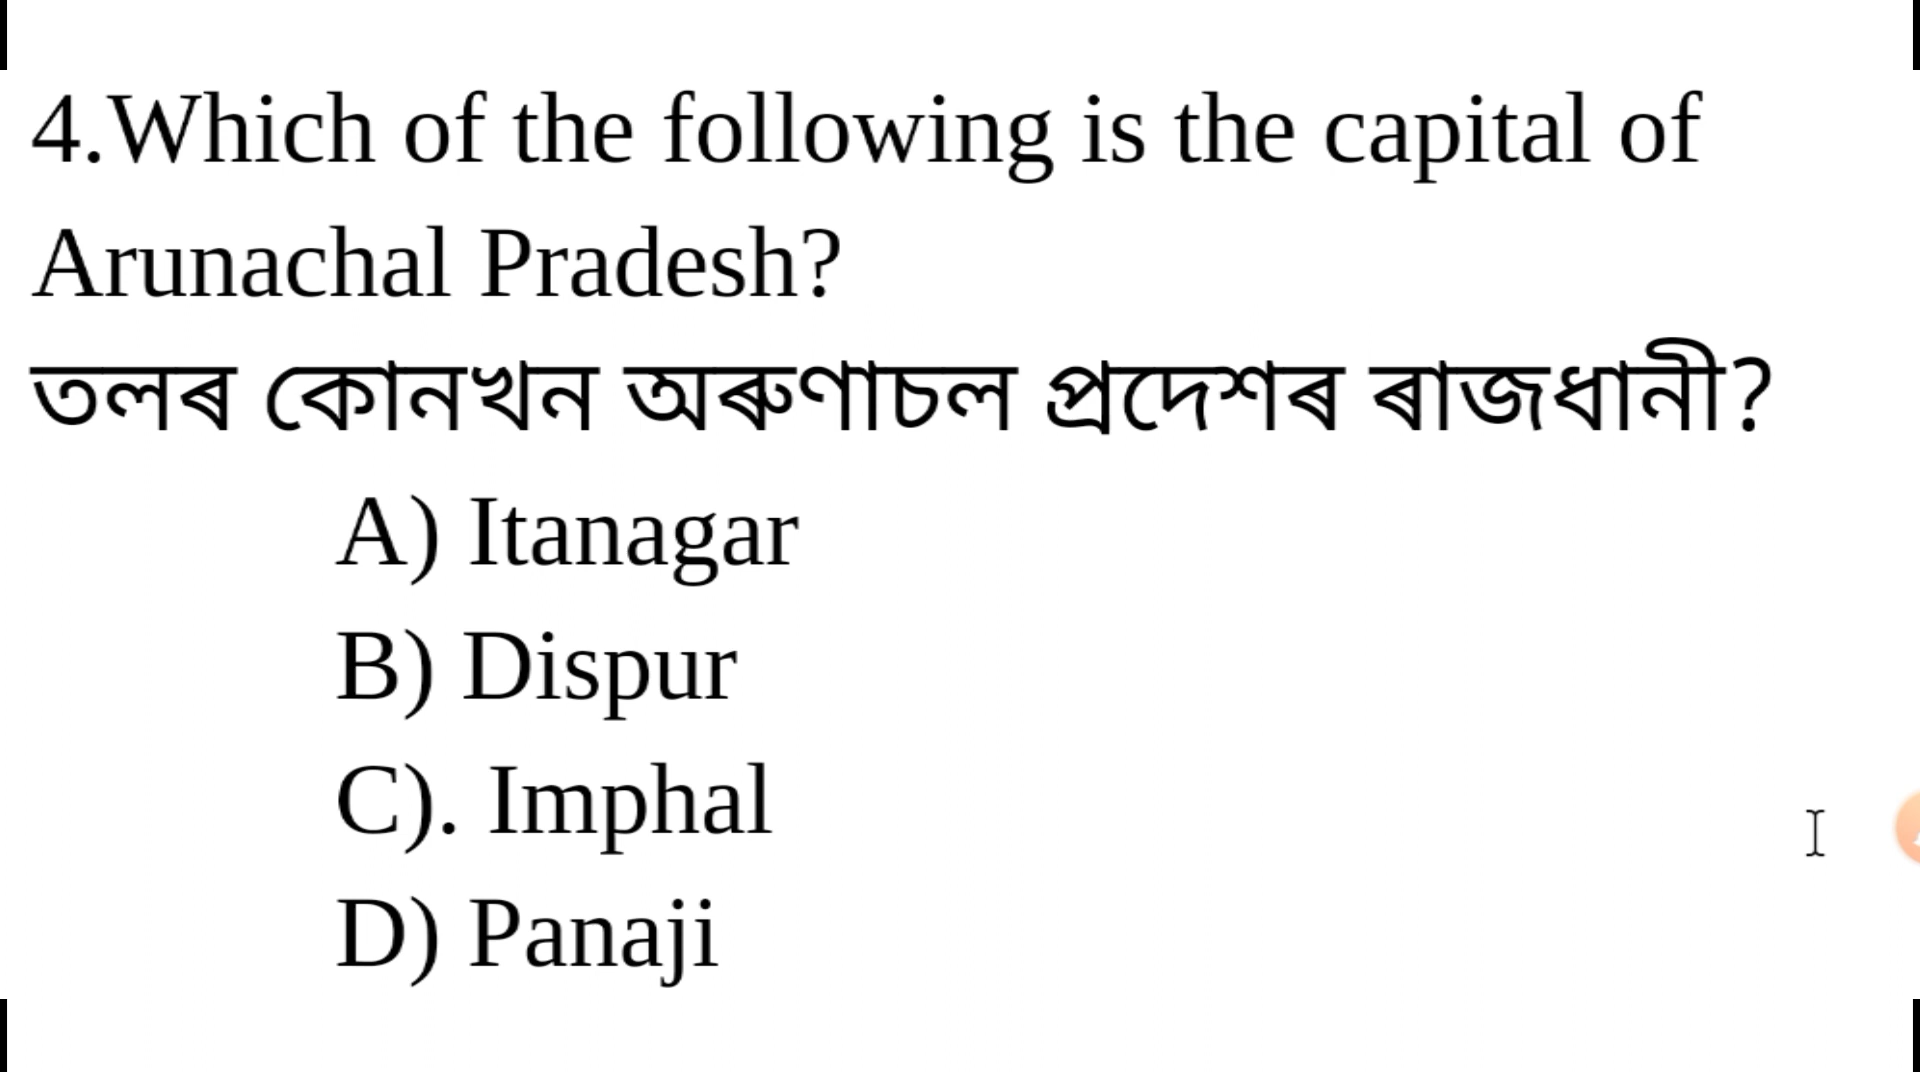 4.Which of the following is the capital of
Arunachal Pradesh?
তলৰ কোনখন অৰুণাচল প্ৰদেশৰ ৰাজধানী?
A) Itanagar
B) Dispur
C). Imphal
D) Panaji